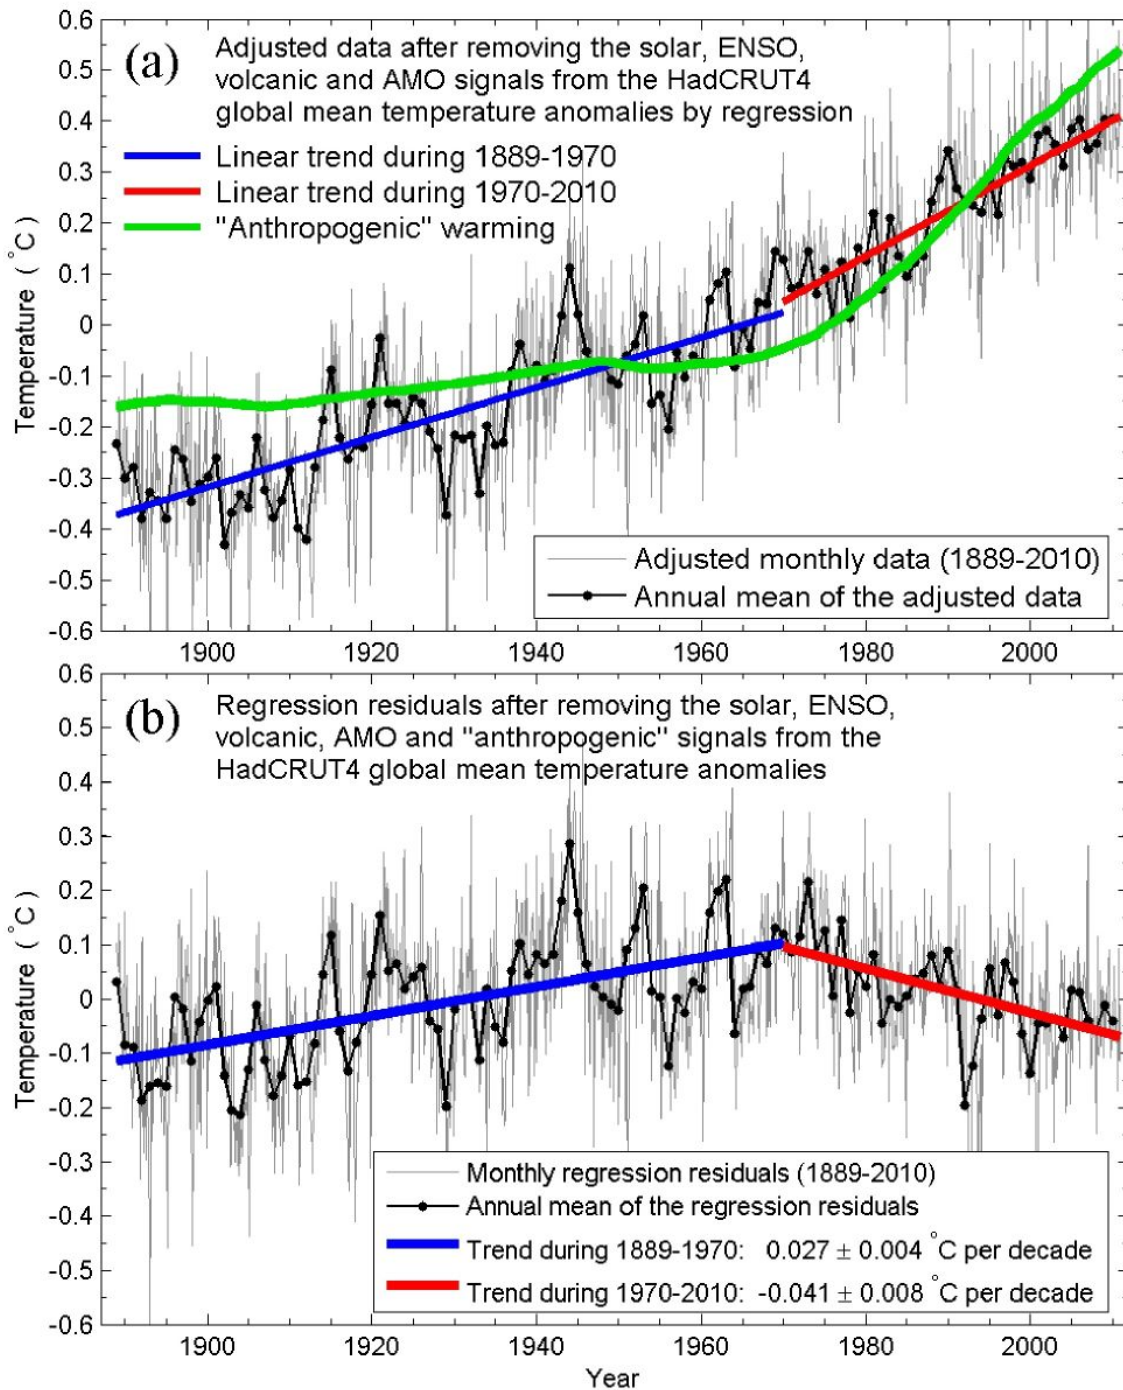 (a)
Adjusted data after removing the solar, ENSO,
volcanic and AMO signals from the HadCRUT4
global mean temperature anomalies by regression
Linear trend during 1889-1970
Linear trend during 1970-2010
"Anthropogenic" warming
Adjusted monthly data (1889-2010)
Annual mean of the adjusted data
Temperature ( °C )
0.6
0.5
0.4
0.3
0.2
0.1
0
-0.1
-0.2
-0.3
-0.4
-0.5
-0.6
1900 1920 1940 1960 1980 2000
(b)
Regression residuals after removing the solar, ENSO,
volcanic, AMO and "anthropogenic" signals from the
HadCRUT4 global mean temperature anomalies
Monthly regression residuals (1889-2010)
Annual mean of the regression residuals
Trend during 1889-1970: 0.027 ± 0.004 °C per decade
Trend during 1970-2010: -0.041 ± 0.008 °C per decade
Temperature ( °C )
0.6
0.5
0.4
0.3
0.2
0.1
0
-0.1
-0.2
-0.3
-0.4
-0.5
-0.6
1900 1920 1940 1960 1980 2000
Year